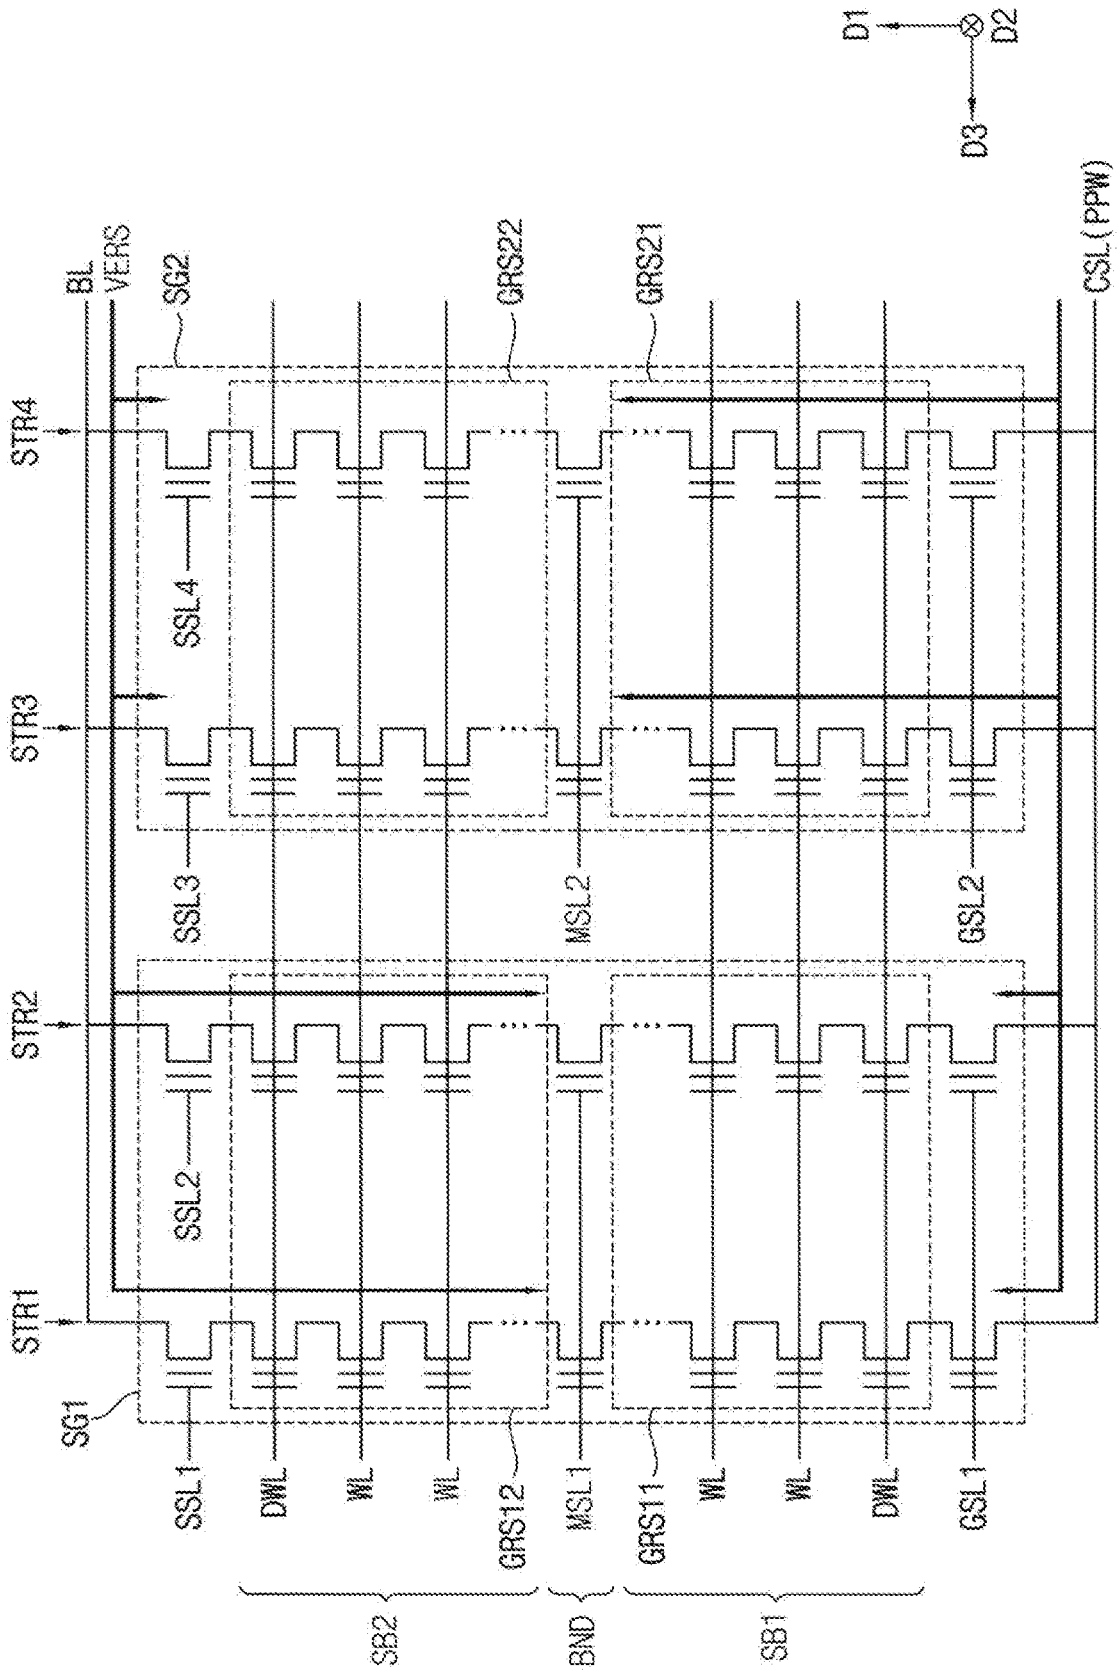 D1
D2
D3
BL
VERS
CSL(PPW)
STR1
STR2
STR3
STR4
SG1
SG2
GRS22
GRS21
SSL4
SSL3
MSL2
GSL2
SSL2
SSL1
DWL
WL
WL
GRS12
MSL1
GRS11
WL
WL
DWL
GSL1
SB2
BND
SB1